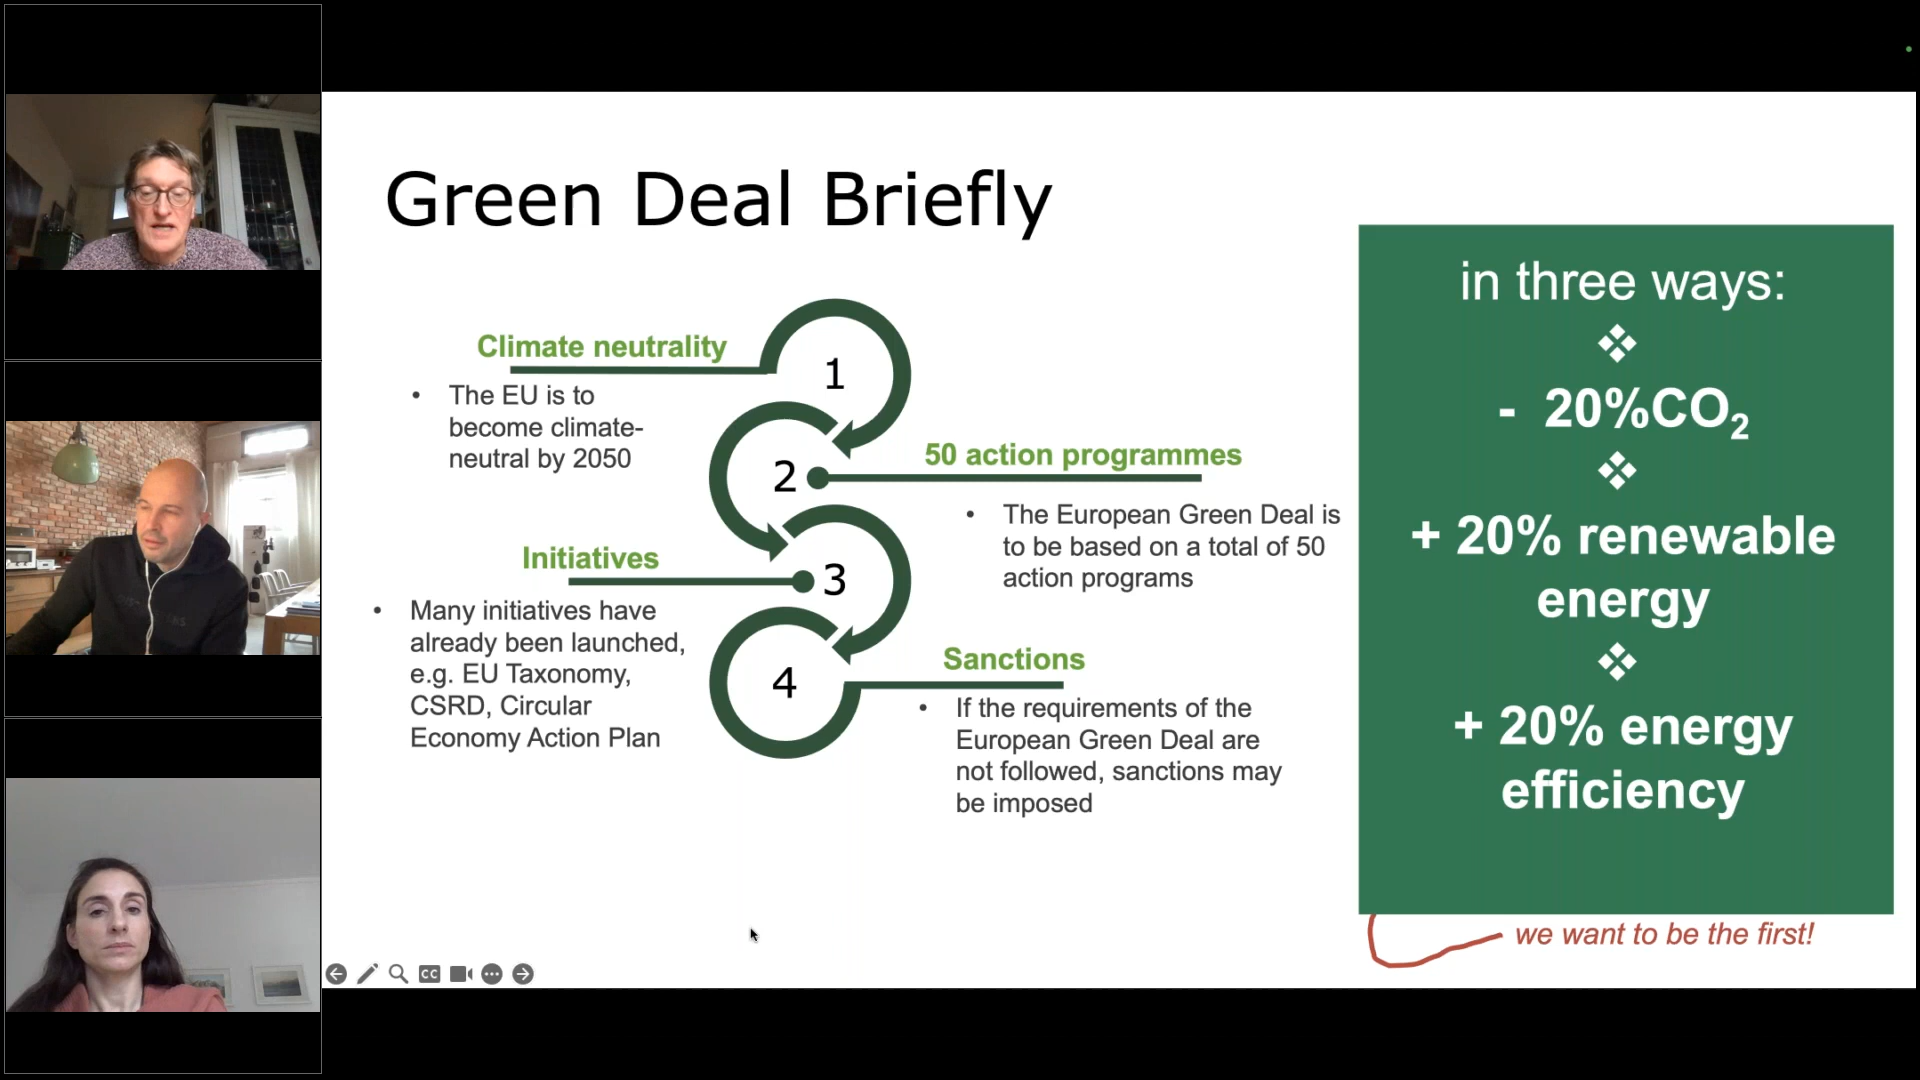 Green Deal Briefly
Climate neutrality
1
• The EU is to
become climate-
neutral by 2050
2
50 action programmes
• The European Green Deal is
to be based on a total of 50
action programs
Initiatives
3
• Many initiatives have
already been launched,
e.g. EU Taxonomy,
CSRD, Circular
Economy Action Plan
4
Sanctions
• If the requirements of the
European Green Deal are
not followed, sanctions may
be imposed
in three ways:
❖
- 20%CO₂
❖
+ 20% renewable
energy
❖
+ 20% energy
efficiency
we want to be the first!
CC